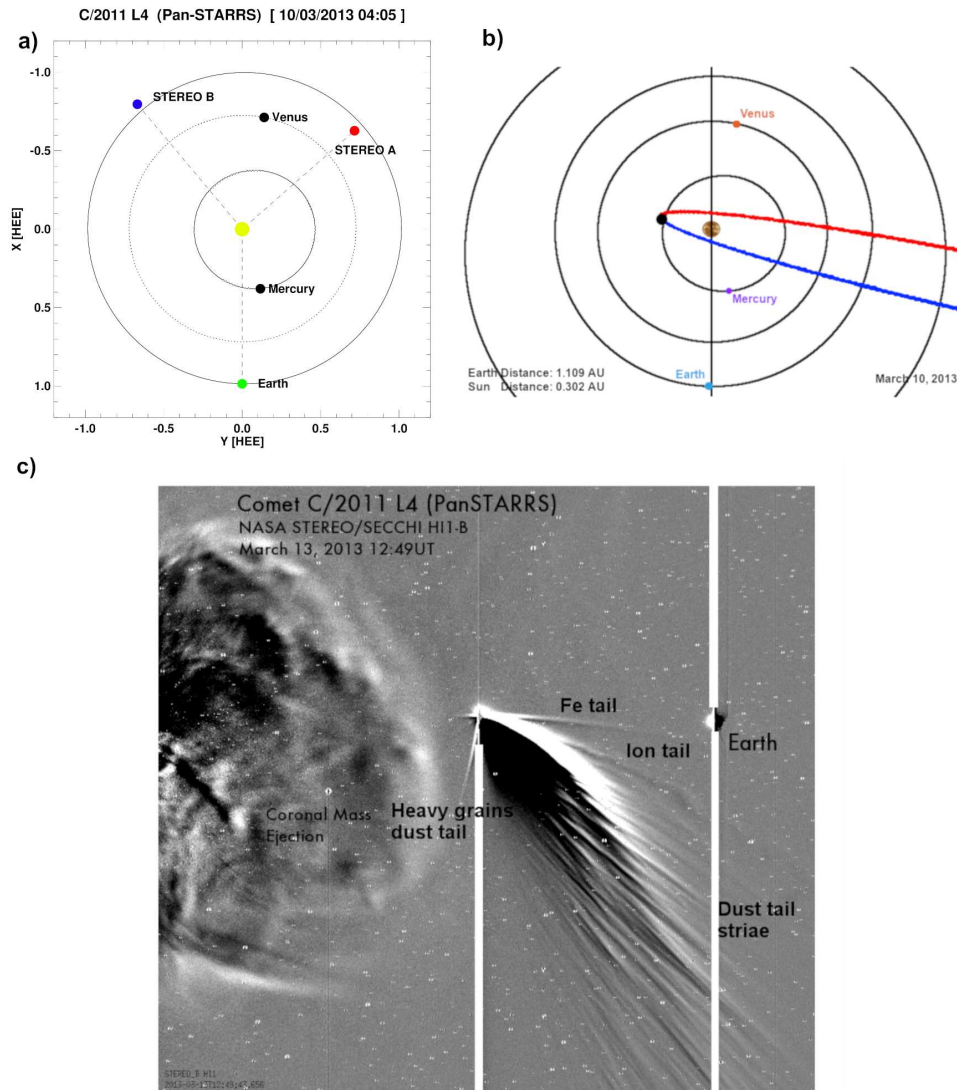 C/2011 L4 (Pan-STARRS) [ 10/03/2013 04:05 ]
a)
-1.0
-0.5
0.0
0.5
1.0
X [HEE]
STEREO B
Venus
STEREO A
Mercury
Earth
-1.0
-0.5
0.0
0.5
1.0
Y [HEE]
b)
Venus
Mercury
Earth
Earth Distance: 1.109 AU
Sun Distance: 0.302 AU
March 10, 2013
c)
Comet C/2011 L4 (PanSTARRS)
NASA STEREO/SECCHI HI1-B
March 13, 2013 12:49UT
Fe tail
Ion tail
Earth
Heavy grains
dust tail
Coronal Mass
Ejection
Dust tail
striae
STEREO_B HI1